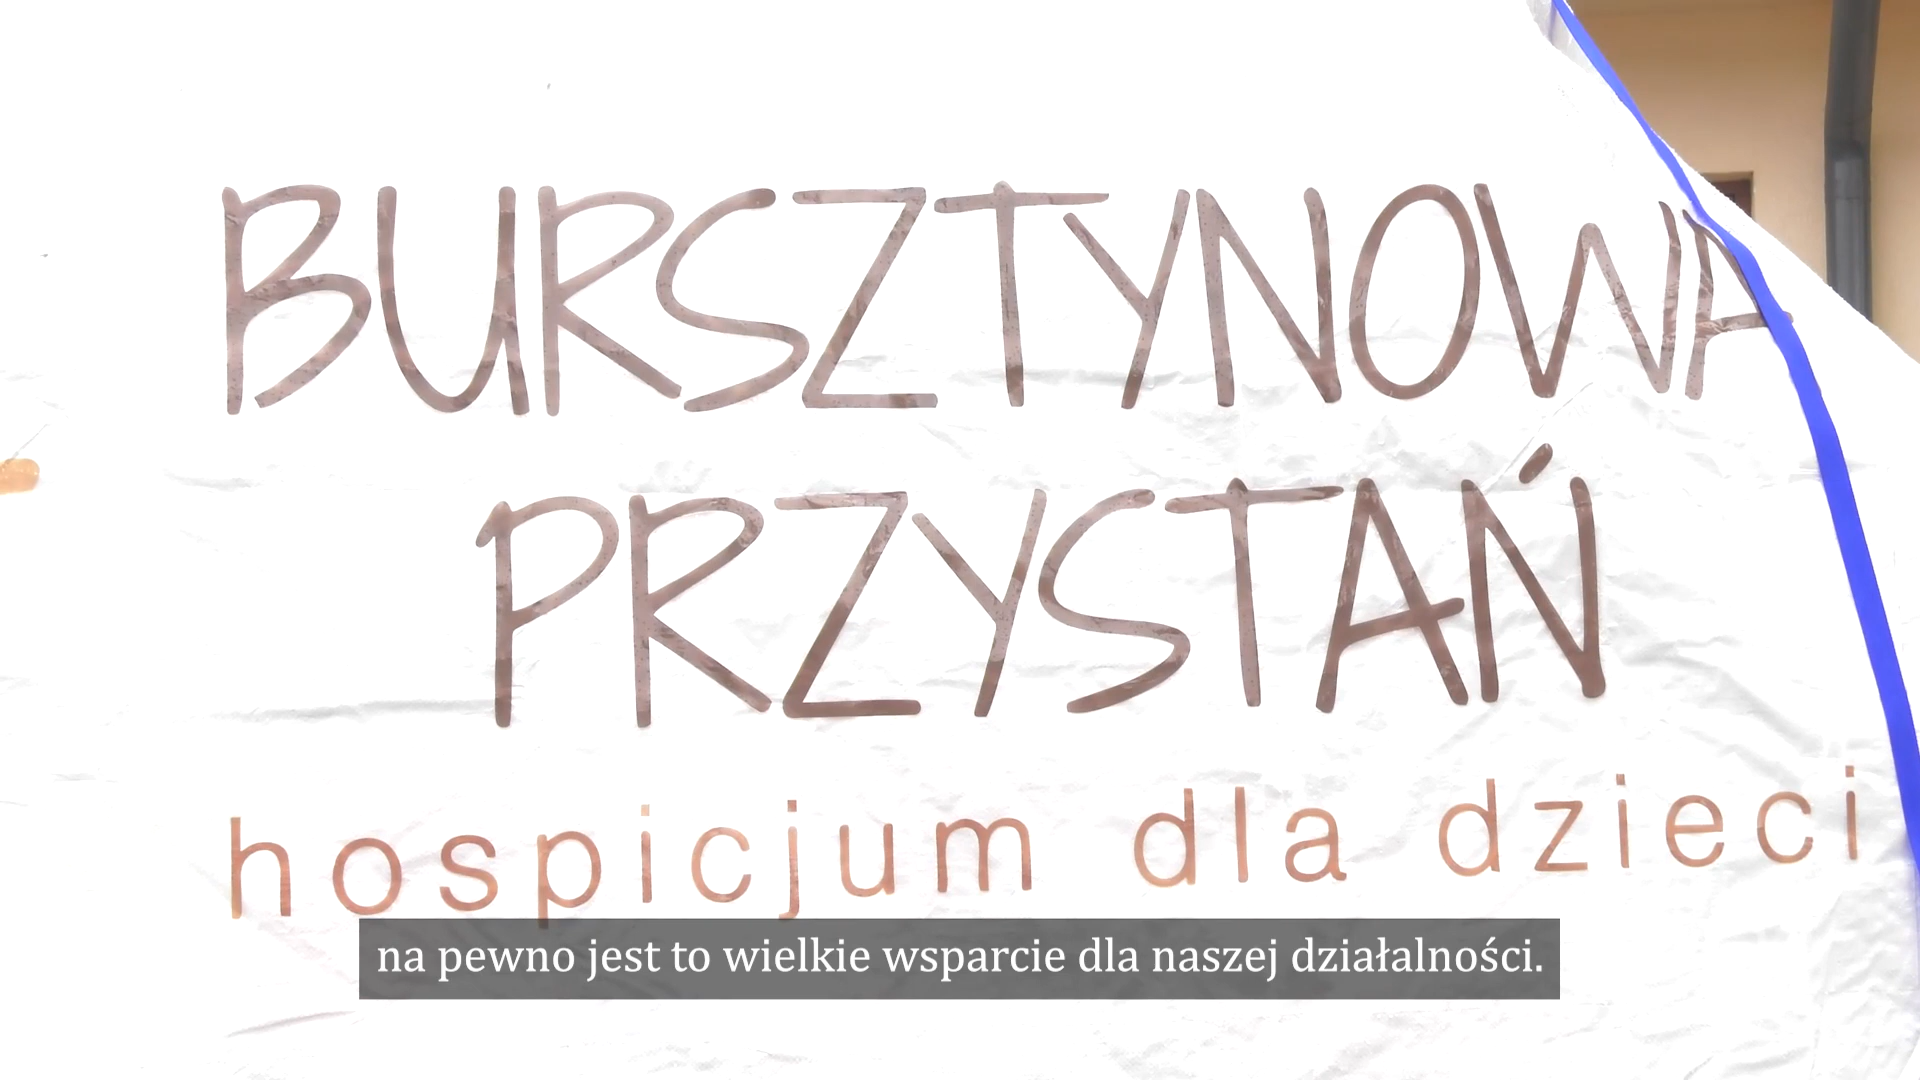 BURSZTYNOWA
PRZYSTAŃ
hospicjum dla dzieci
na pewno jest to wielkie wsparcie dla naszej działalności.